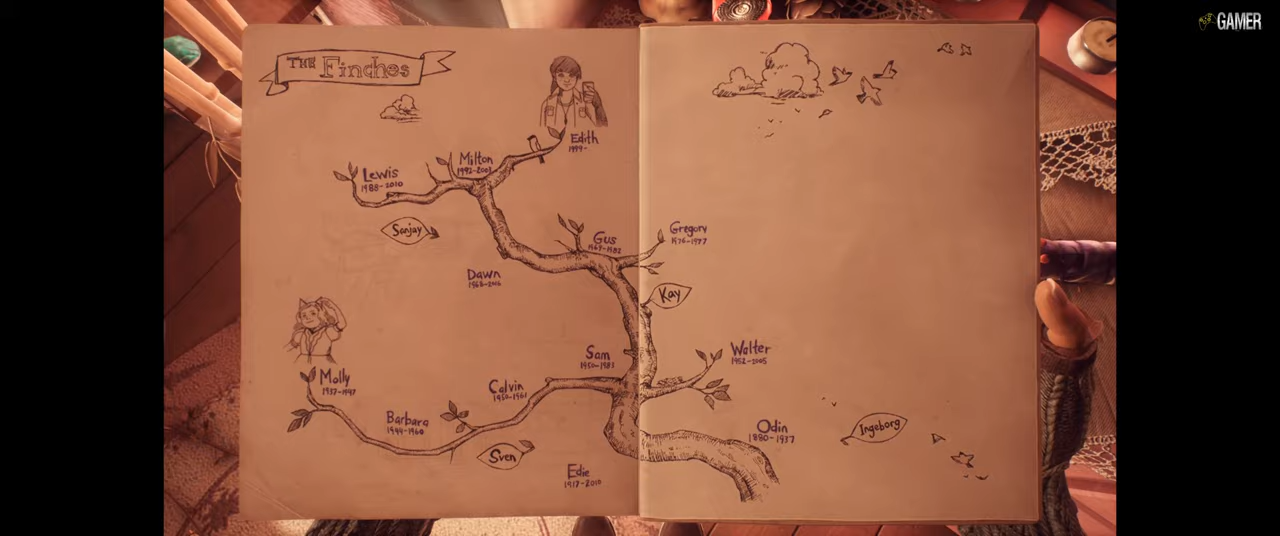 GAMER
THE Finches
Edith
1999-
Milton
1992-2003
Lewis
1988-2010
Sanjay
Gregory
1976-1977
Gus
1969-1982
Dawn
1968-2016
Kay
Sam
1950-1983
Walter
1952-2005
Molly
1937-1947
Calvin
1950-1961
Barbara
1944-1960
Sven
Odin
1880-1937
Ingeborg
Edie
1917-2010